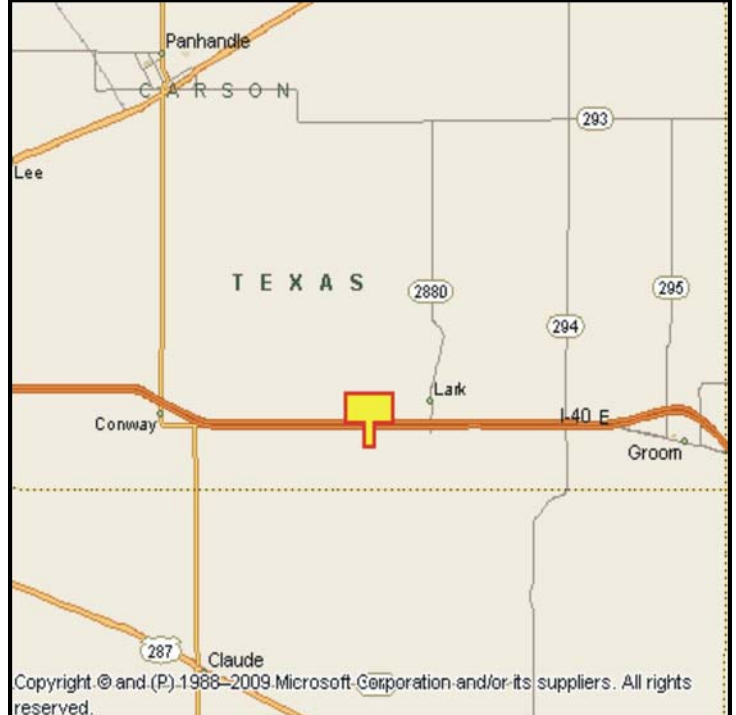 Panhandle
CARSON
293
Lee
TEXAS
2880
295
294
Lark
I-40 E
Conway
Groom
287
Claude
Copyright © and (P) 1988–2009 Microsoft Corporation and/or its suppliers. All rights
reserved.